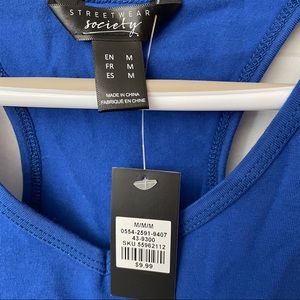 STREETWEAR
society
EN M
FR M
ES M
MADE IN CHINA
FABRIQUÉ EN CHINE
M/M/M
0554-2591-9407
43-9300
SKU 55962112
$9.99